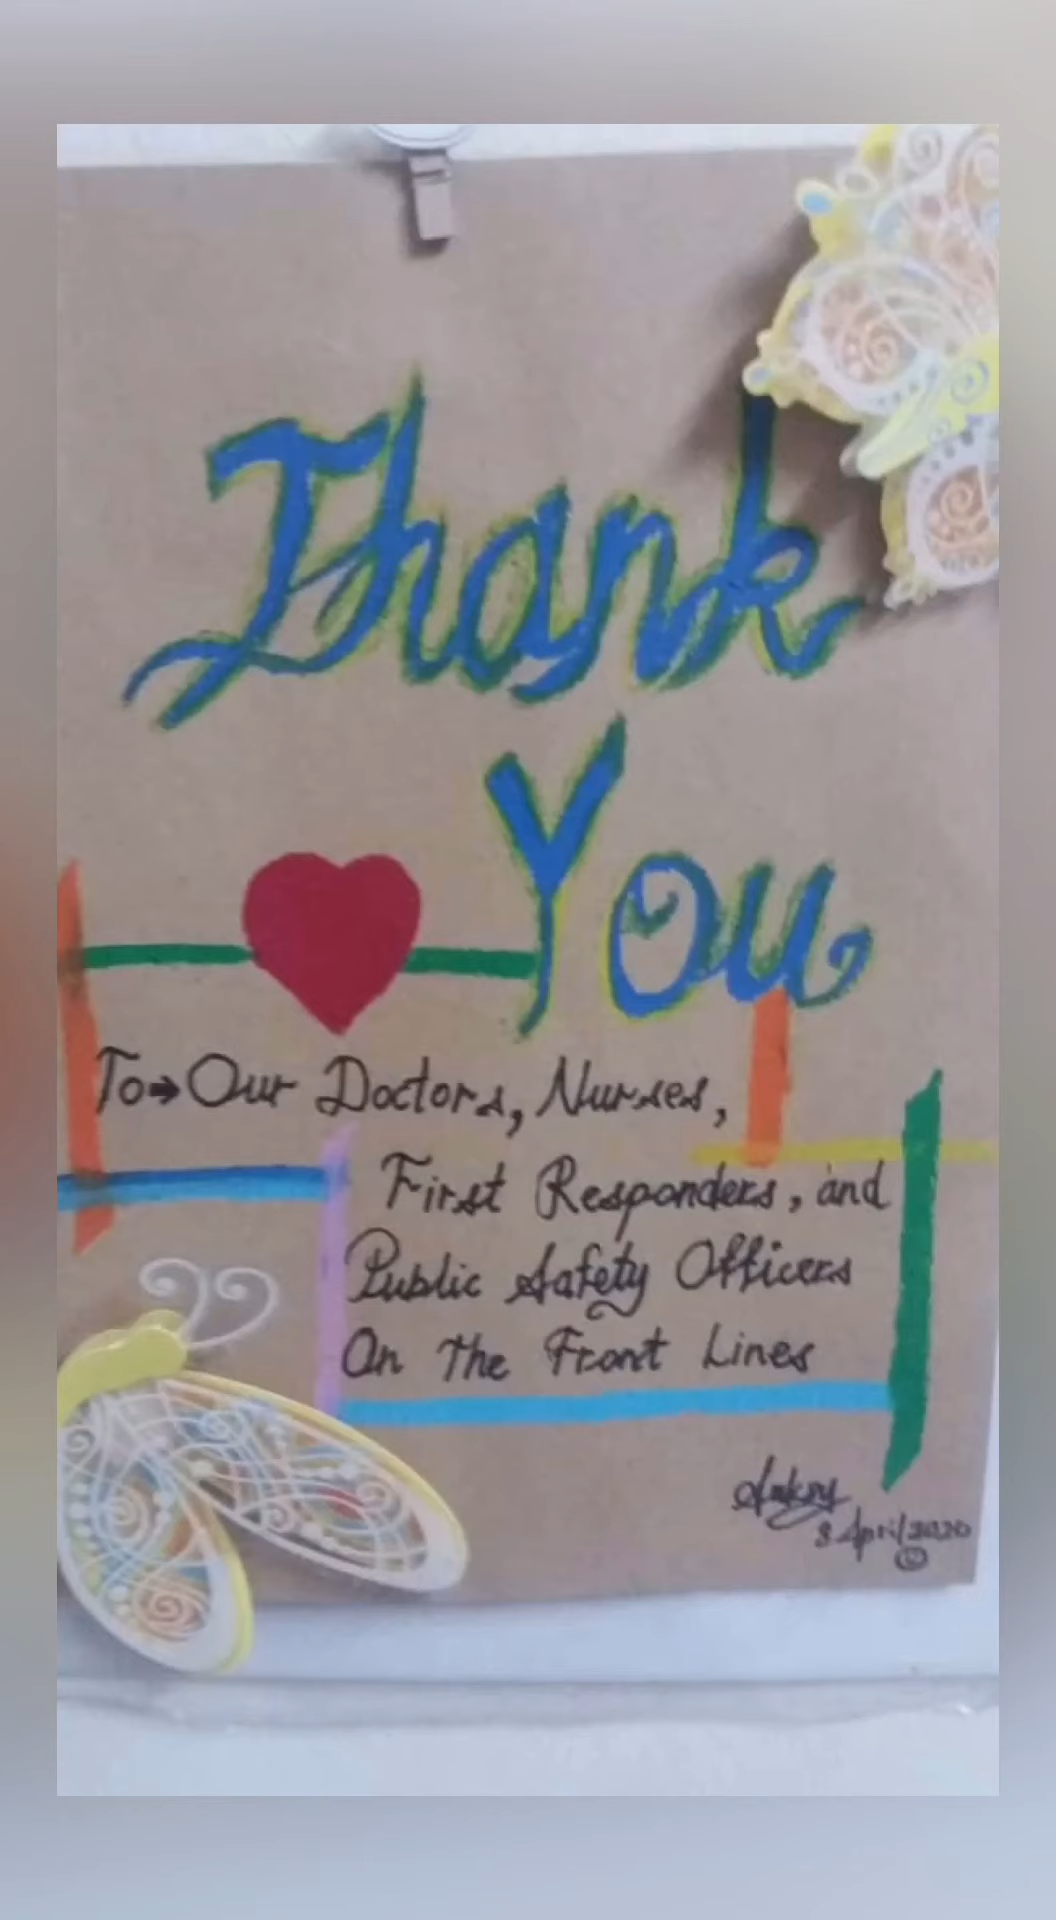 Thank
You
To→Our Doctors, Nurses,
First Responders, and
Public Safety Officers
On The Front Lines
8 April/2020
©